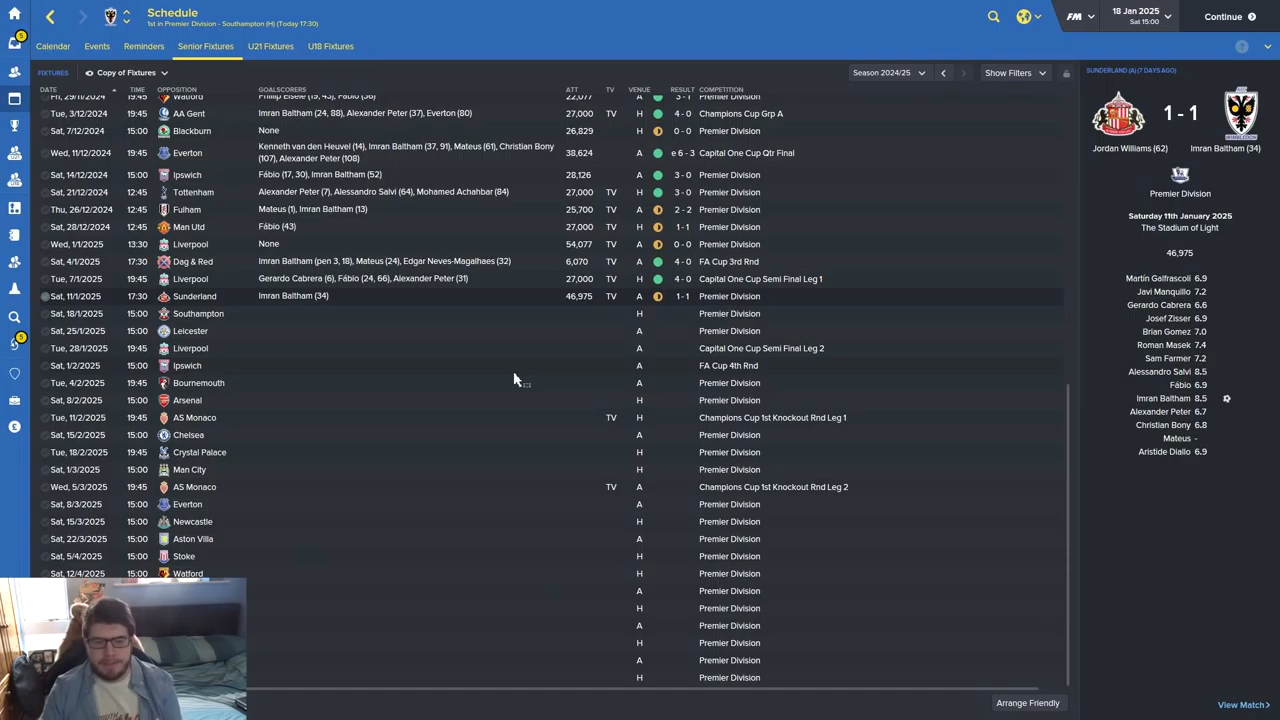 Schedule
1st in Premier Division - Southampton (H) (Today 17:30)
FM
18 Jan 2025
Sat 15:00
Continue
5
Calendar Events Reminders Senior Fixtures U21 Fixtures U18 Fixtures
FIXTURES Copy of Fixtures Season 2024/25 Show Filters
DATE TIME OPPOSITION GOALSCORERS ATT TV VENUE RESULT COMPETITION
Fri, 29/11/2024 19:45 Watford Phillip Eisele (19, 43), Fábio (36) 22,077 A 3 - 1 Premier Division
Tue, 3/12/2024 19:45 AA Gent Imran Baltham (24, 88), Alexander Peter (37), Everton (80) 27,000 TV H 4 - 0 Champions Cup Grp A
Sat, 7/12/2024 15:00 Blackburn None 26,829 H 0 - 0 Premier Division
Wed, 11/12/2024 19:45 Everton Kenneth van den Heuvel (14), Imran Baltham (37, 91), Mateus (61), Christian Bony (107), Alexander Peter (108) 38,624 A e 6 - 3 Capital One Cup Qtr Final
Sat, 14/12/2024 15:00 Ipswich Fábio (17, 30), Imran Baltham (52) 28,126 A 3 - 0 Premier Division
Sat, 21/12/2024 12:45 Tottenham Alexander Peter (7), Alessandro Salvi (64), Mohamed Achahbar (84) 27,000 TV H 3 - 0 Premier Division
Thu, 26/12/2024 12:45 Fulham Mateus (1), Imran Baltham (13) 25,700 TV A 2 - 2 Premier Division
Sat, 28/12/2024 12:45 Man Utd Fábio (43) 27,000 TV H 1 - 1 Premier Division
Wed, 1/1/2025 13:30 Liverpool None 54,077 TV A 0 - 0 Premier Division
Sat, 4/1/2025 17:30 Dag & Red Imran Baltham (pen 3, 18), Mateus (24), Edgar Neves-Magalhaes (32) 6,070 TV A 4 - 0 FA Cup 3rd Rnd
Tue, 7/1/2025 19:45 Liverpool Gerardo Cabrera (6), Fábio (24, 66), Alexander Peter (31) 27,000 TV H 4 - 0 Capital One Cup Semi Final Leg 1
Sat, 11/1/2025 17:30 Sunderland Imran Baltham (34) 46,975 TV A 1 - 1 Premier Division
Sat, 18/1/2025 15:00 Southampton H Premier Division
Sat, 25/1/2025 15:00 Leicester A Premier Division
Tue, 28/1/2025 19:45 Liverpool A Capital One Cup Semi Final Leg 2
Sat, 1/2/2025 15:00 Ipswich A FA Cup 4th Rnd
Tue, 4/2/2025 19:45 Bournemouth A Premier Division
Sat, 8/2/2025 15:00 Arsenal H Premier Division
Tue, 11/2/2025 19:45 AS Monaco TV H Champions Cup 1st Knockout Rnd Leg 1
Sat, 15/2/2025 15:00 Chelsea A Premier Division
Tue, 18/2/2025 19:45 Crystal Palace H Premier Division
Sat, 1/3/2025 15:00 Man City H Premier Division
Wed, 5/3/2025 19:45 AS Monaco TV A Champions Cup 1st Knockout Rnd Leg 2
Sat, 8/3/2025 15:00 Everton A Premier Division
Sat, 15/3/2025 15:00 Newcastle H Premier Division
Sat, 22/3/2025 15:00 Aston Villa A Premier Division
Sat, 5/4/2025 15:00 Stoke H Premier Division
Sat, 12/4/2025 15:00 Watford H Premier Division
A Premier Division
H Premier Division
A Premier Division
H Premier Division
A Premier Division
H Premier Division
Arrange Friendly
5
SUNDERLAND (A) (7 DAYS AGO)
1 - 1
Jordan Williams (62) Imran Baltham (34)
Premier Division
Saturday 11th January 2025
The Stadium of Light
46,975
Martín Galfrascoli 6.9
Javi Manquillo 7.2
Gerardo Cabrera 6.6
Josef Zisser 6.9
Brian Gomez 7.0
Roman Masek 7.4
Sam Farmer 7.2
Alessandro Salvi 8.5
Fábio 6.9
Imran Baltham 8.5
Alexander Peter 6.7
Christian Bony 6.8
Mateus -
Aristide Diallo 6.9
View Match